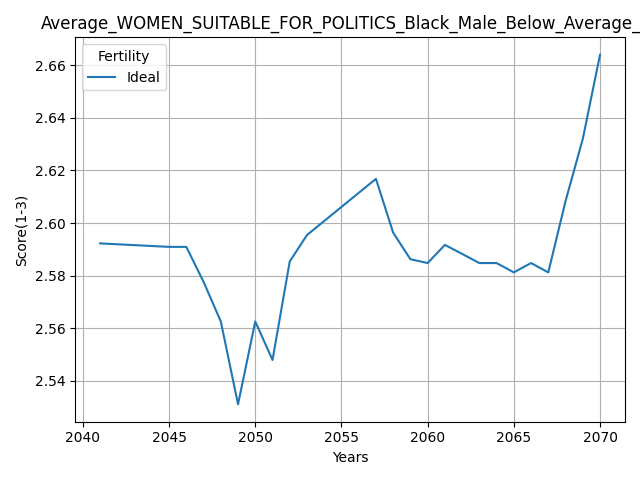 Average_WOMEN_SUITABLE_FOR_POLITICS_Black_Male_Below_Average_
Fertility
Ideal
2.66
2.64
2.62
2.60
2.58
2.56
2.54
Score(1-3)
2040 2045 2050 2055 2060 2065 2070
Years